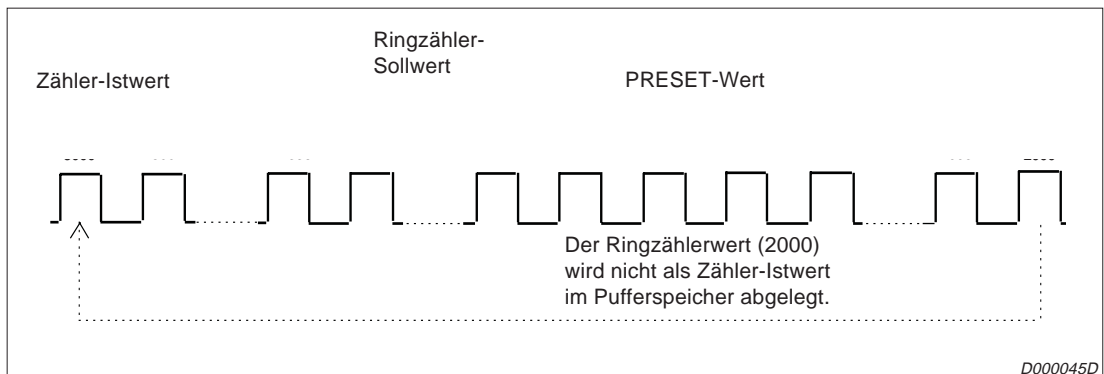 Ringzähler-
Sollwert
Zähler-Istwert
PRESET-Wert
Der Ringzählerwert (2000)
wird nicht als Zähler-Istwert
im Pufferspeicher abgelegt.
D000045D